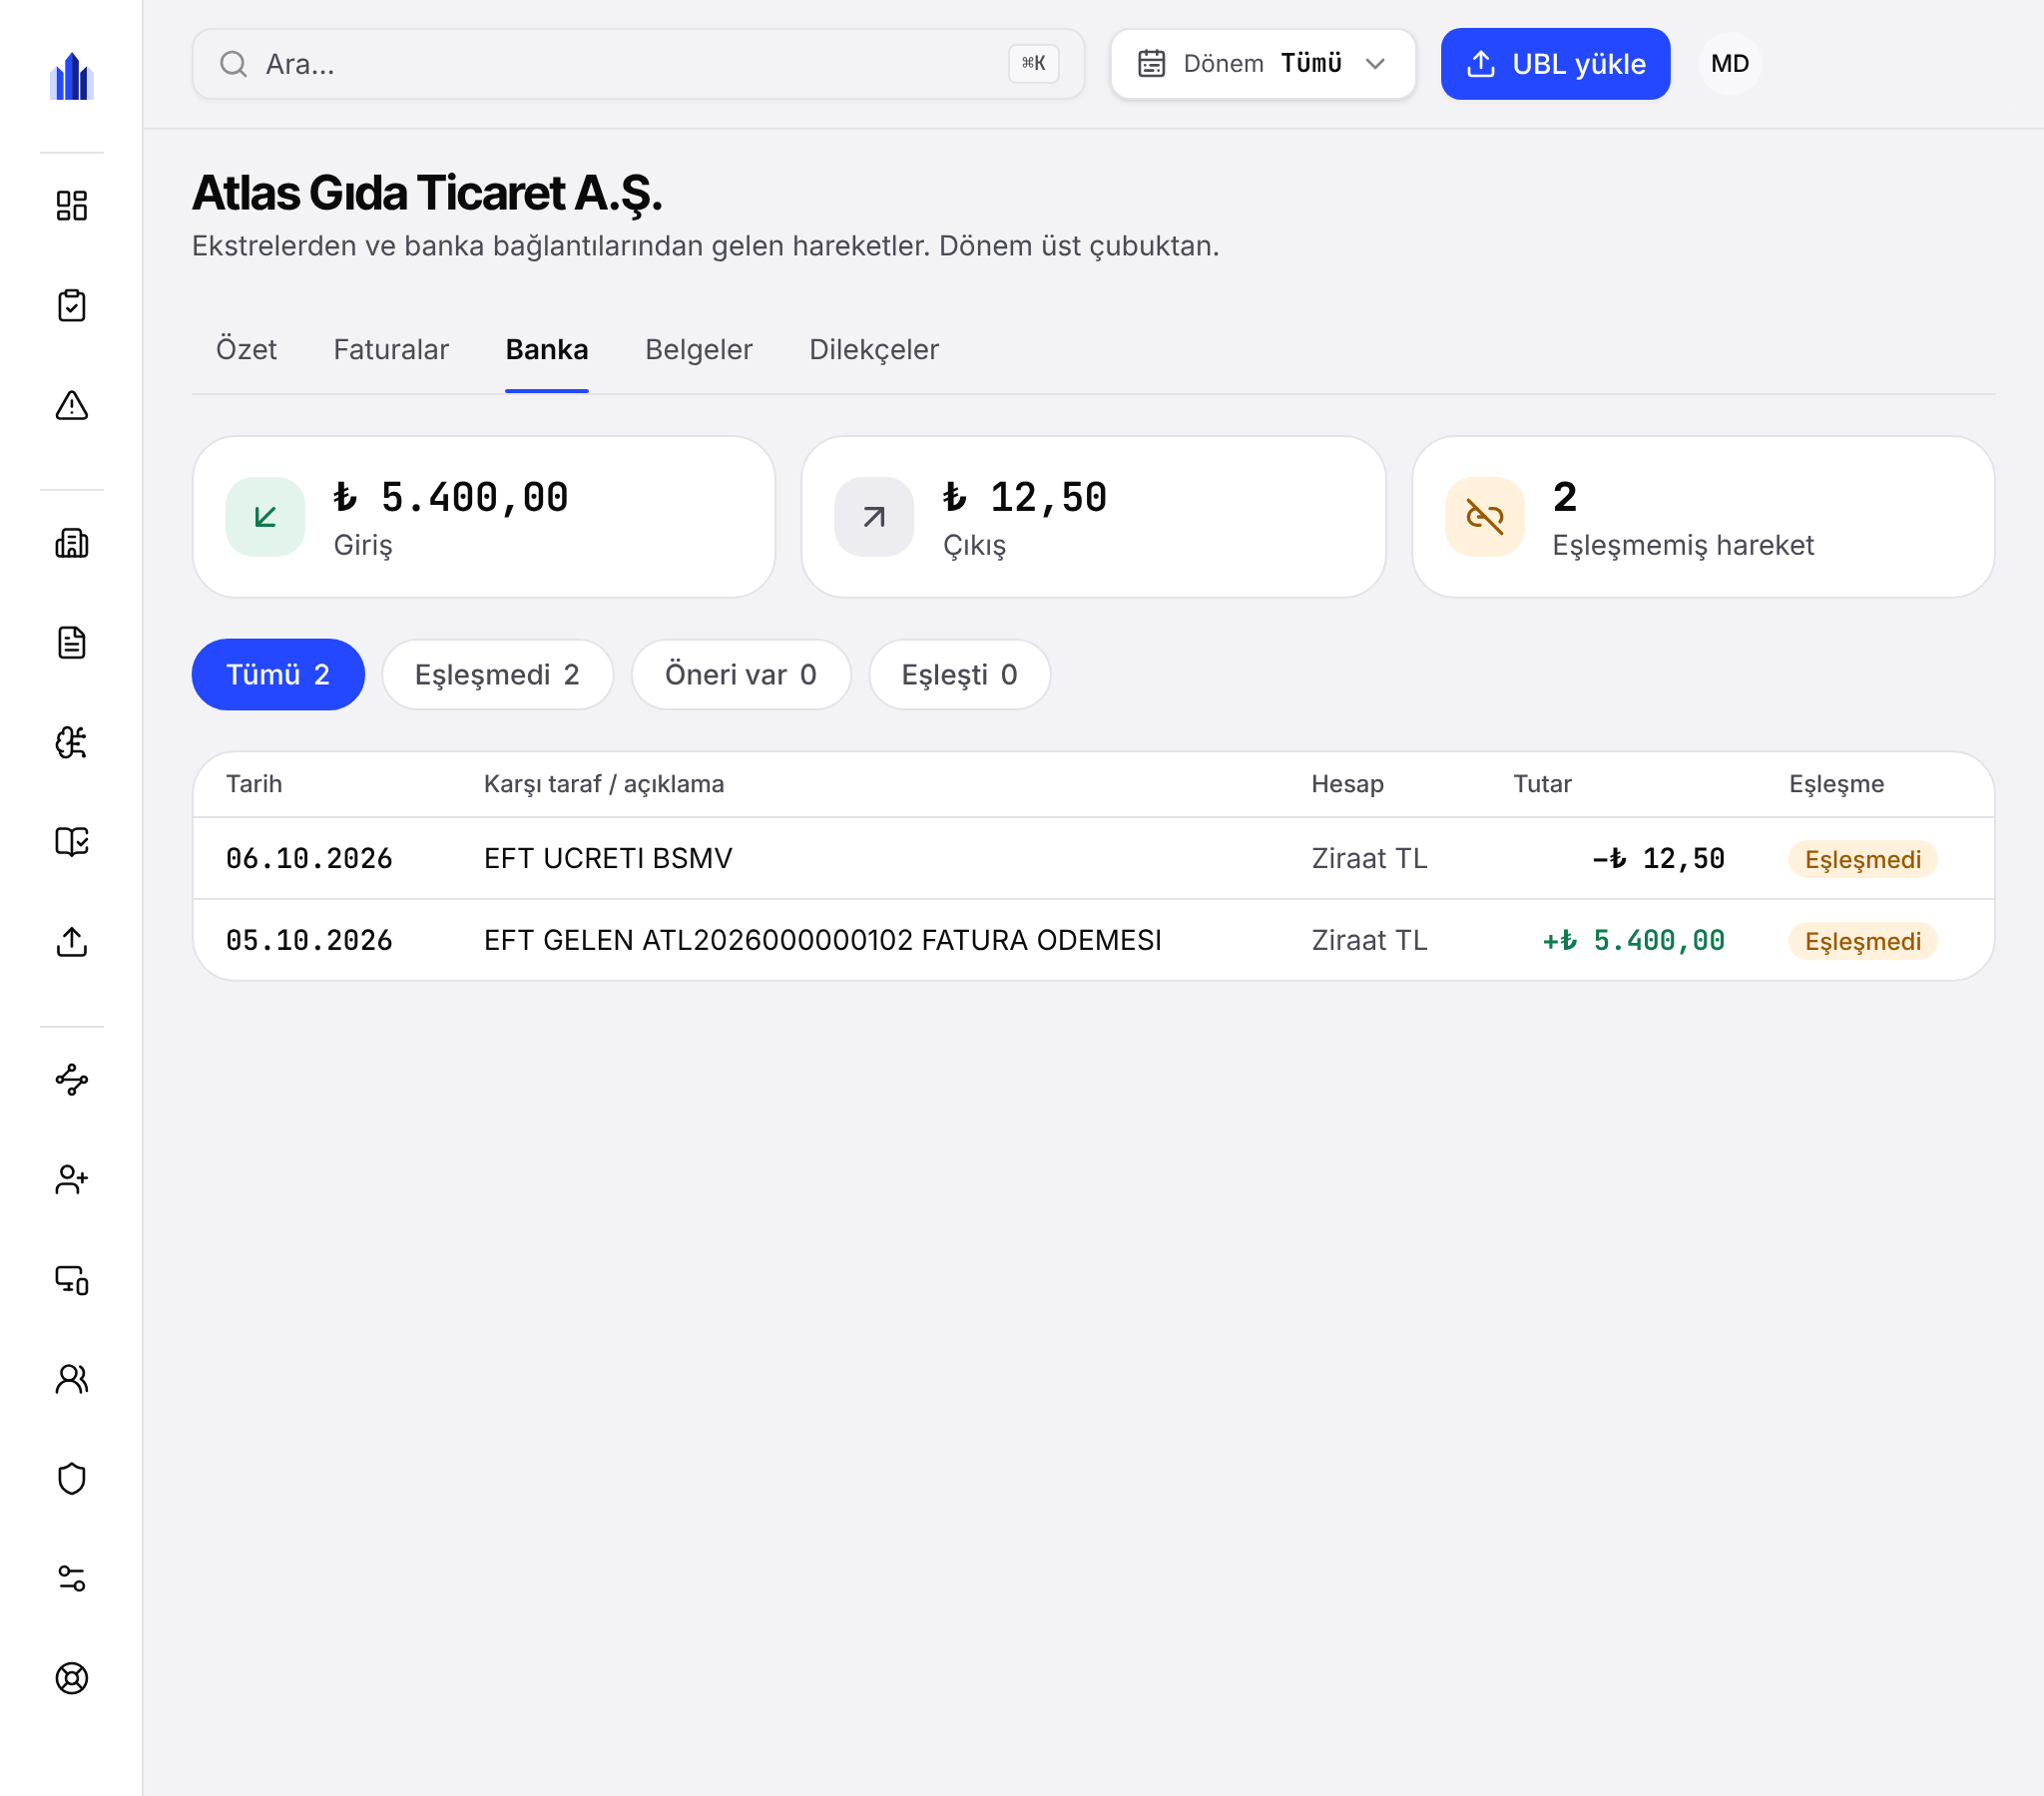 Ara... ⌘K Dönem Tümü UBL yükle MD
Atlas Gıda Ticaret A.Ş.
Ekstrelerden ve banka bağlantılarından gelen hareketler. Dönem üst çubuktan.
Özet Faturalar Banka Belgeler Dilekçeler
₺ 5.400,00
Giriş
₺ 12,50
Çıkış
2
Eşleşmemiş hareket
Tümü 2 Eşleşmedi 2 Öneri var 0 Eşleşti 0
Tarih Karşı taraf / açıklama Hesap Tutar Eşleşme
06.10.2026 EFT UCRETI BSMV Ziraat TL −₺ 12,50 Eşleşmedi
05.10.2026 EFT GELEN ATL2026000000102 FATURA ODEMESI Ziraat TL +₺ 5.400,00 Eşleşmedi